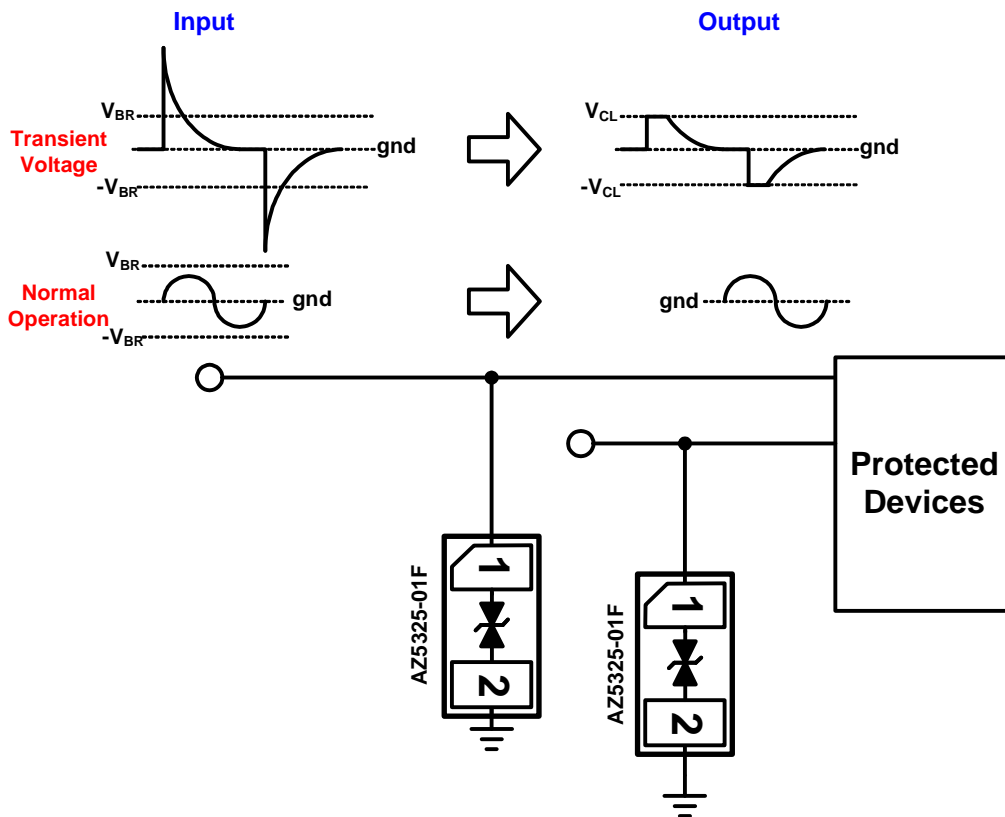 Input
Output
Transient
Voltage
VBR
-VBR
gnd
VCL
-VCL
gnd
Normal
Operation
VBR
-VBR
gnd
gnd
Protected
Devices
AZ5325-01F
1
2
AZ5325-01F
1
2